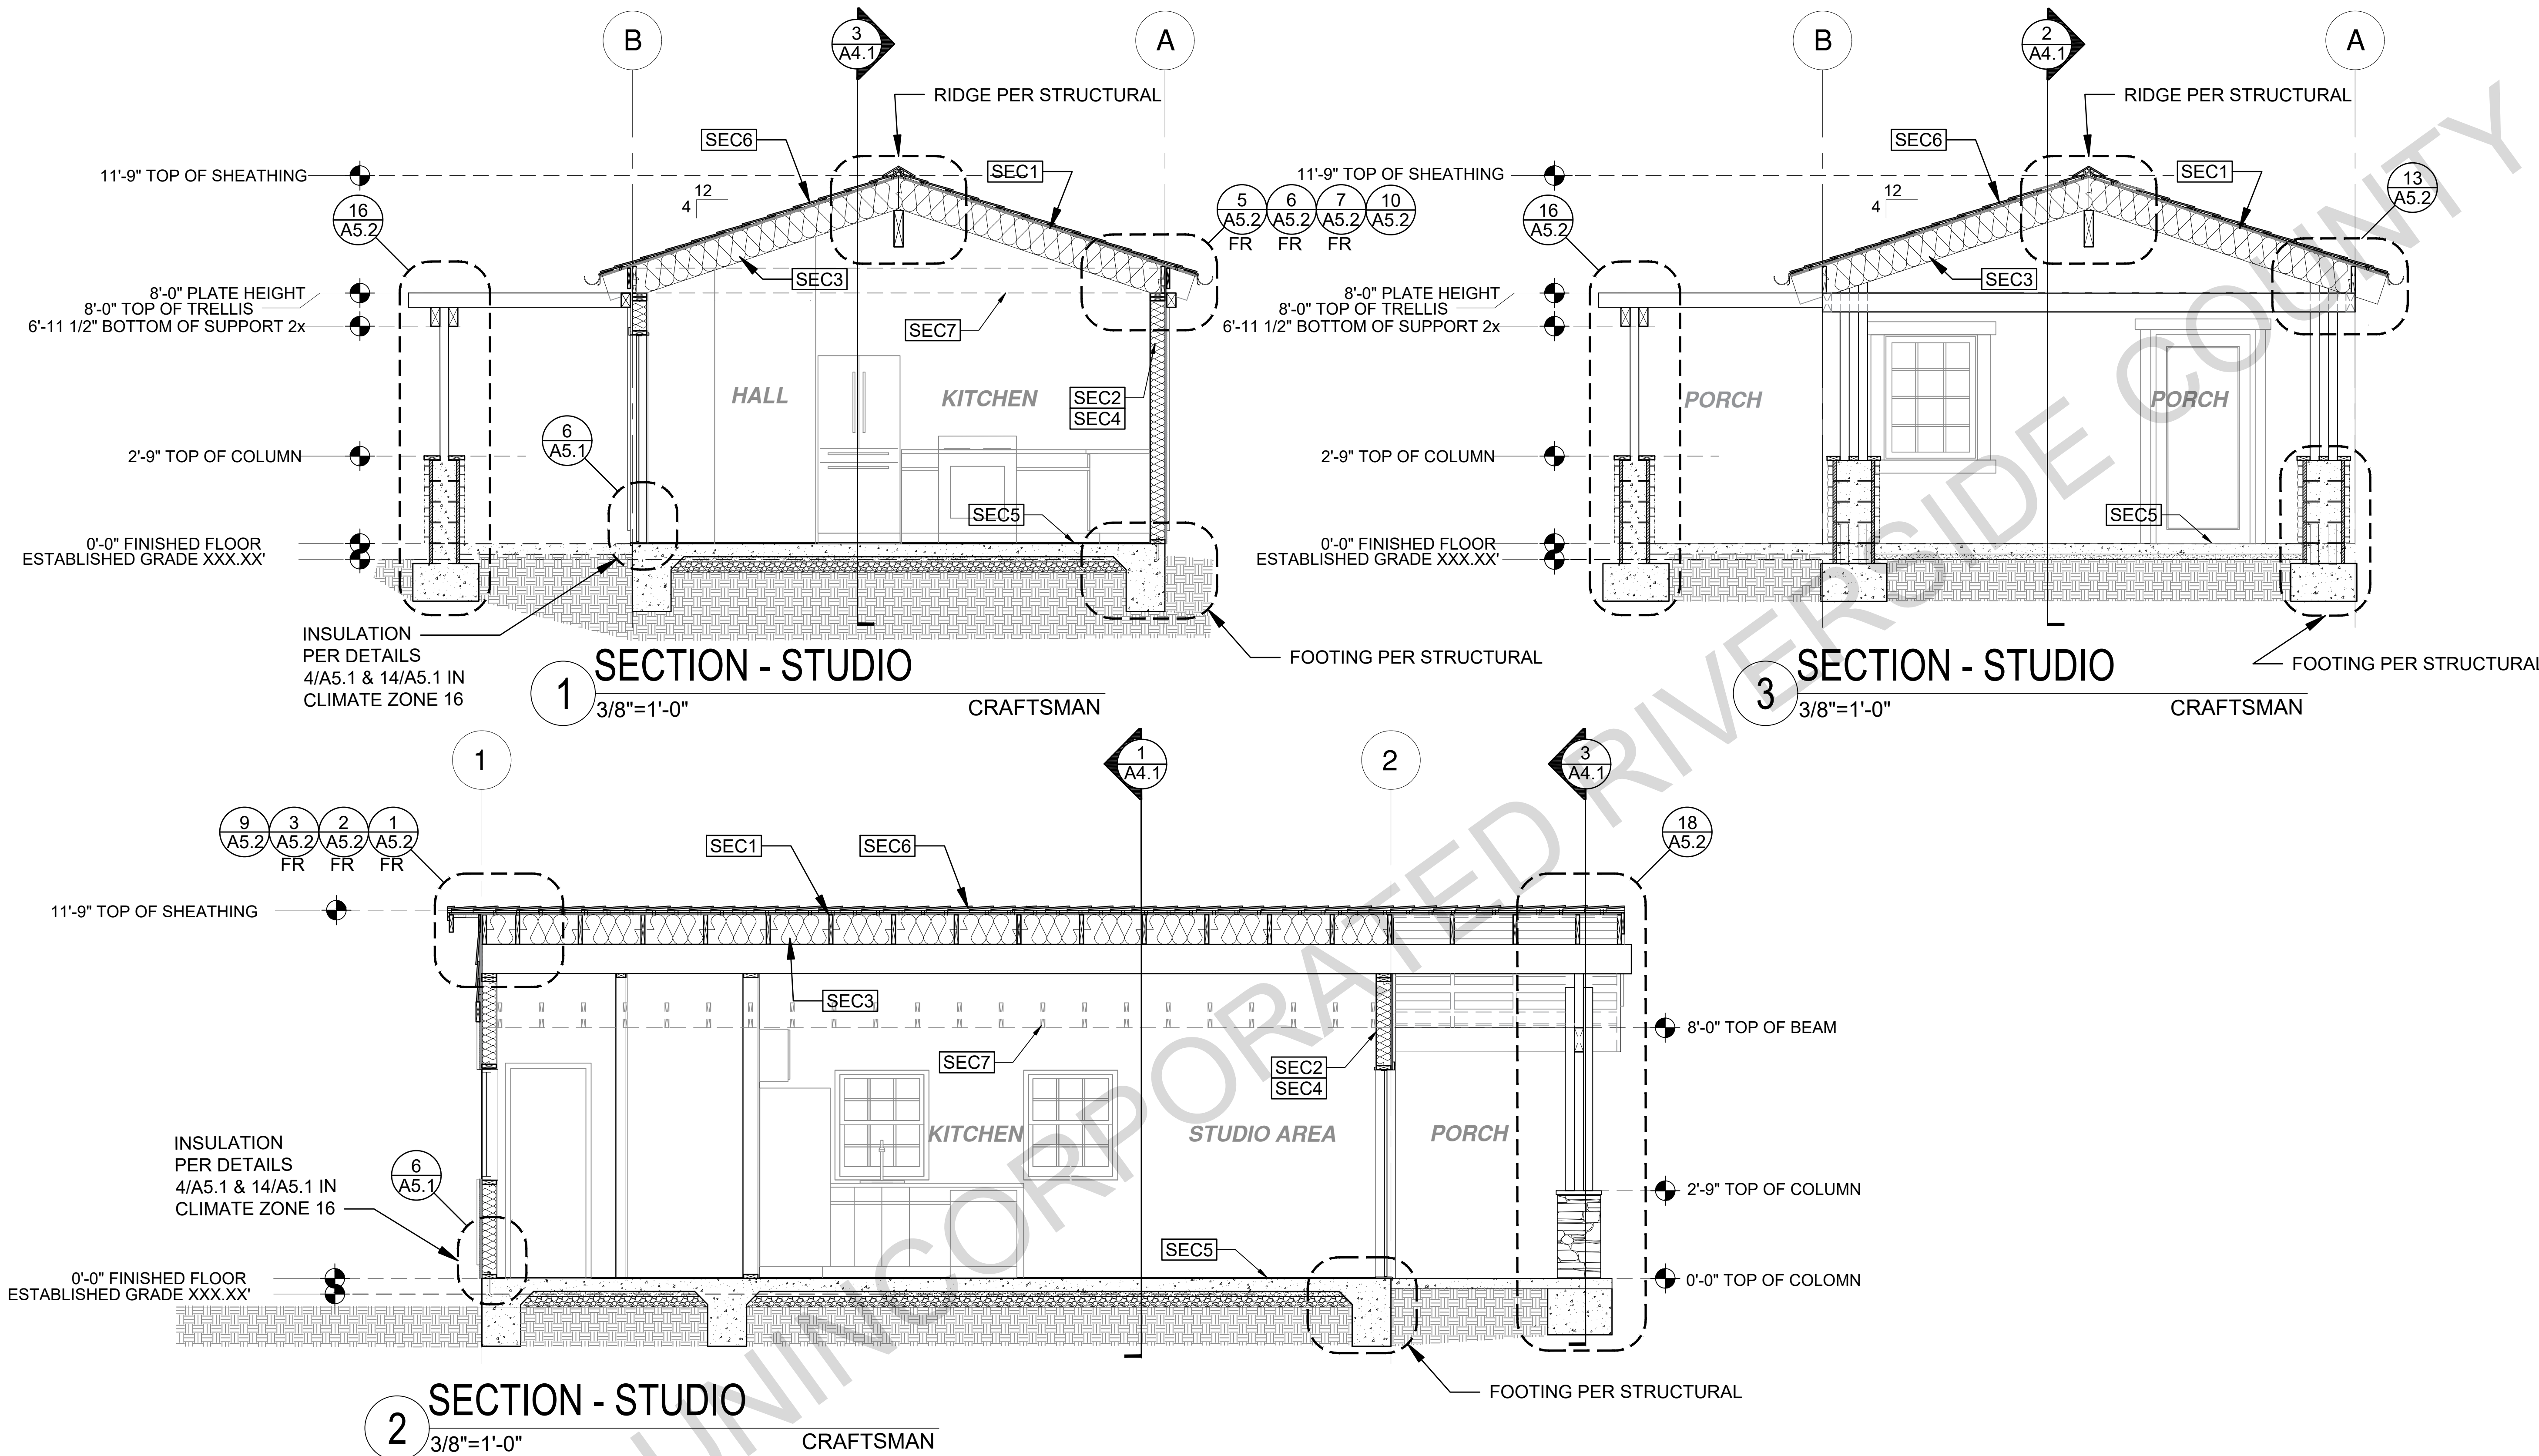 B
3
A4.1
A
RIDGE PER STRUCTURAL
SEC6
SEC1
11'-9" TOP OF SHEATHING
12
4
16
A5.2
5
A5.2
FR
6
A5.2
FR
7
A5.2
FR
10
A5.2
SEC3
8'-0" PLATE HEIGHT
8'-0" TOP OF TRELLIS
6'-11 1/2" BOTTOM OF SUPPORT 2x
SEC7
HALL
KITCHEN
SEC2
SEC4
6
A5.1
2'-9" TOP OF COLUMN
SEC5
0'-0" FINISHED FLOOR
ESTABLISHED GRADE XXX.XX'
INSULATION
PER DETAILS
4/A5.1 & 14/A5.1 IN
CLIMATE ZONE 16
FOOTING PER STRUCTURAL
1
SECTION - STUDIO
3/8"=1'-0"
CRAFTSMAN
B
2
A4.1
A
RIDGE PER STRUCTURAL
SEC6
SEC1
11'-9" TOP OF SHEATHING
12
4
16
A5.2
13
A5.2
SEC3
8'-0" PLATE HEIGHT
8'-0" TOP OF TRELLIS
6'-11 1/2" BOTTOM OF SUPPORT 2x
PORCH
PORCH
2'-9" TOP OF COLUMN
SEC5
0'-0" FINISHED FLOOR
ESTABLISHED GRADE XXX.XX'
FOOTING PER STRUCTURAL
3
SECTION - STUDIO
3/8"=1'-0"
CRAFTSMAN
1
1
A4.1
2
3
A4.1
9
A5.2
3
A5.2
FR
2
A5.2
FR
1
A5.2
FR
SEC1
SEC6
18
A5.2
11'-9" TOP OF SHEATHING
SEC3
8'-0" TOP OF BEAM
SEC7
SEC2
SEC4
KITCHEN
STUDIO AREA
PORCH
INSULATION
PER DETAILS
4/A5.1 & 14/A5.1 IN
CLIMATE ZONE 16
6
A5.1
2'-9" TOP OF COLUMN
SEC5
0'-0" FINISHED FLOOR
ESTABLISHED GRADE XXX.XX'
0'-0" TOP OF COLOMN
FOOTING PER STRUCTURAL
2
SECTION - STUDIO
3/8"=1'-0"
CRAFTSMAN
UNINCORPORATED RIVERSIDE COUNTY